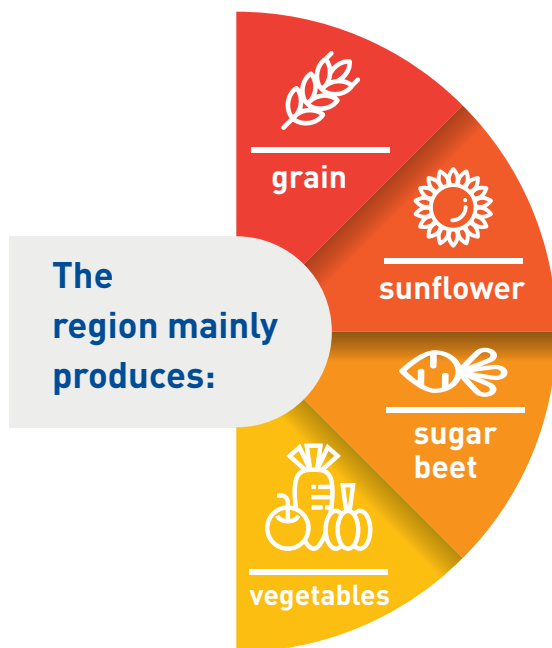 The
region mainly
produces:
grain
sunflower
sugar
beet
vegetables